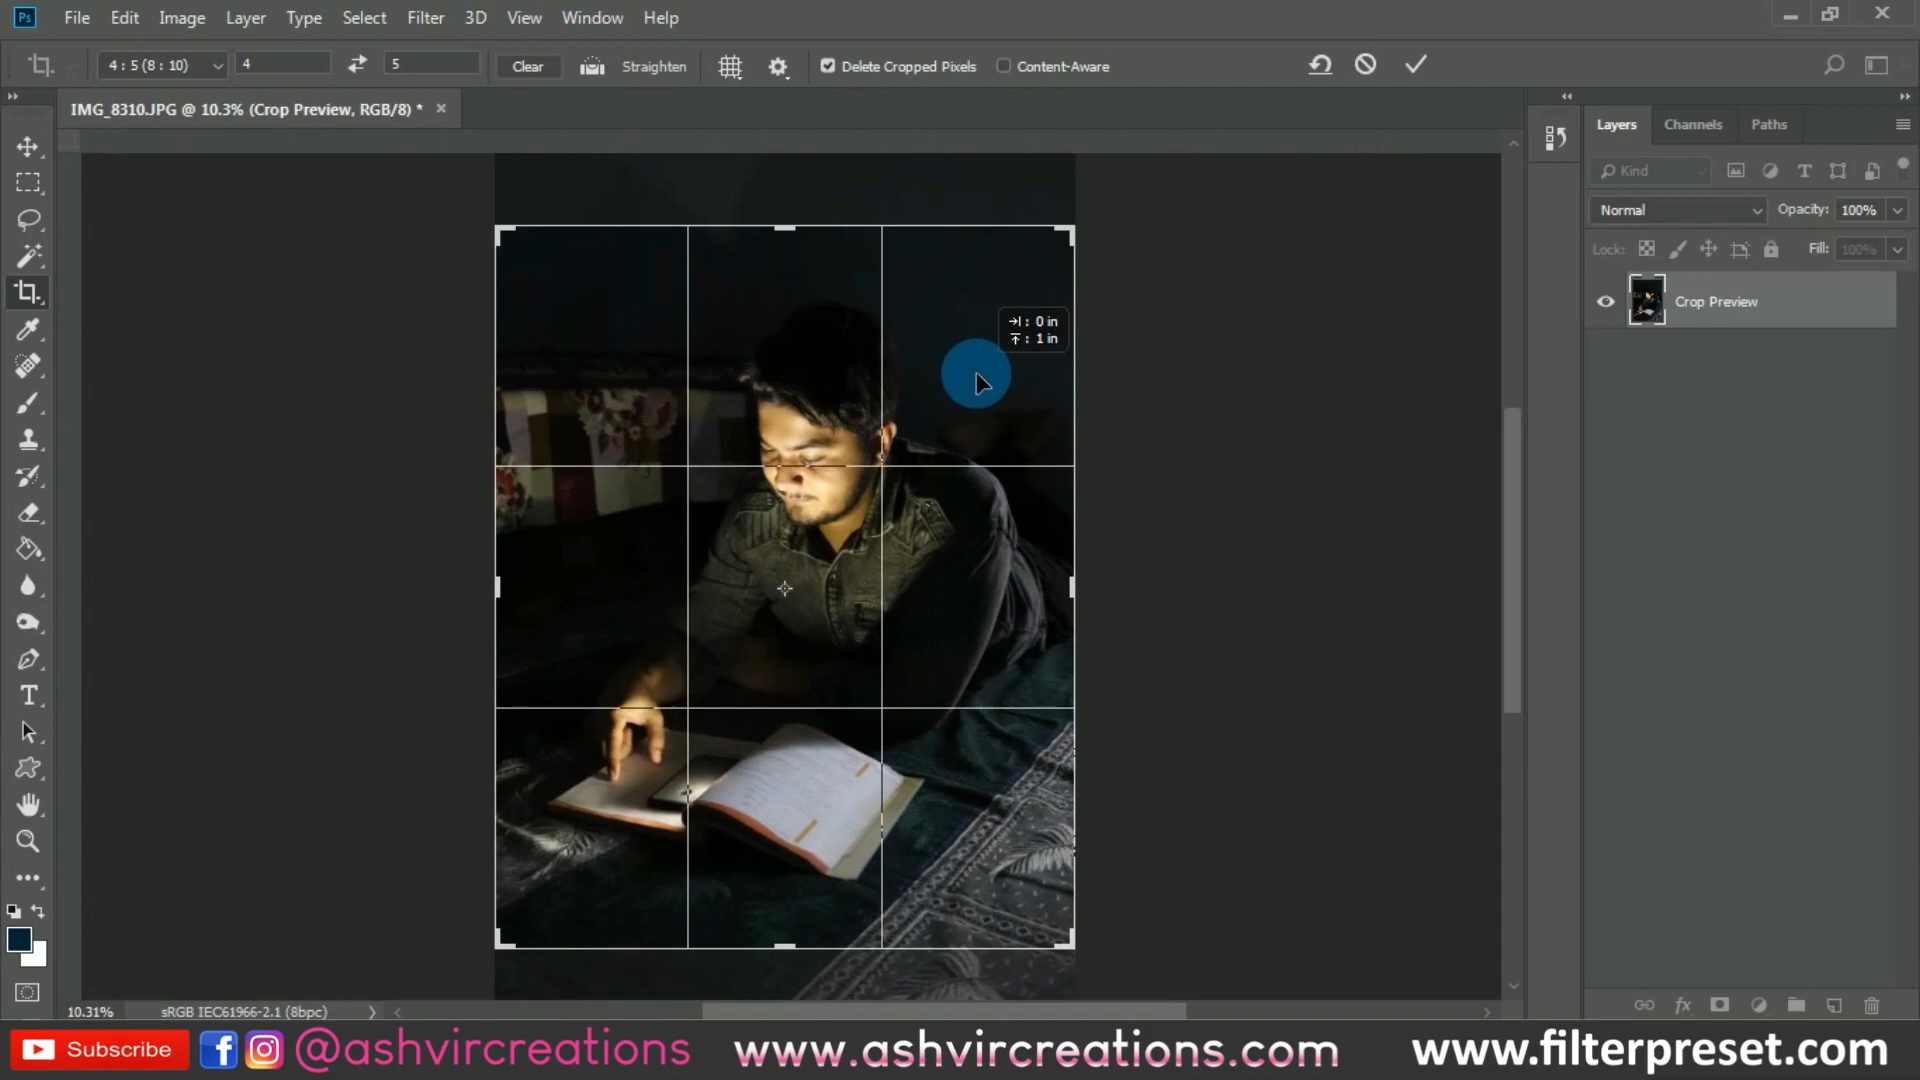 Ps File Edit Image Layer Type Select Filter 3D View Window Help
4 : 5 (8 : 10) 4 5 Clear Straighten Delete Cropped Pixels Content-Aware
IMG_8310.JPG @ 10.3% (Crop Preview, RGB/8) *
Layers Channels Paths
Kind
Normal Opacity: 100%
Lock: Fill: 100%
Crop Preview
: 0 in
: 1 in
10.31% sRGB IEC61966-2.1 (8bpc)
Subscribe @ashvircreations www.ashvircreations.com www.filterpreset.com